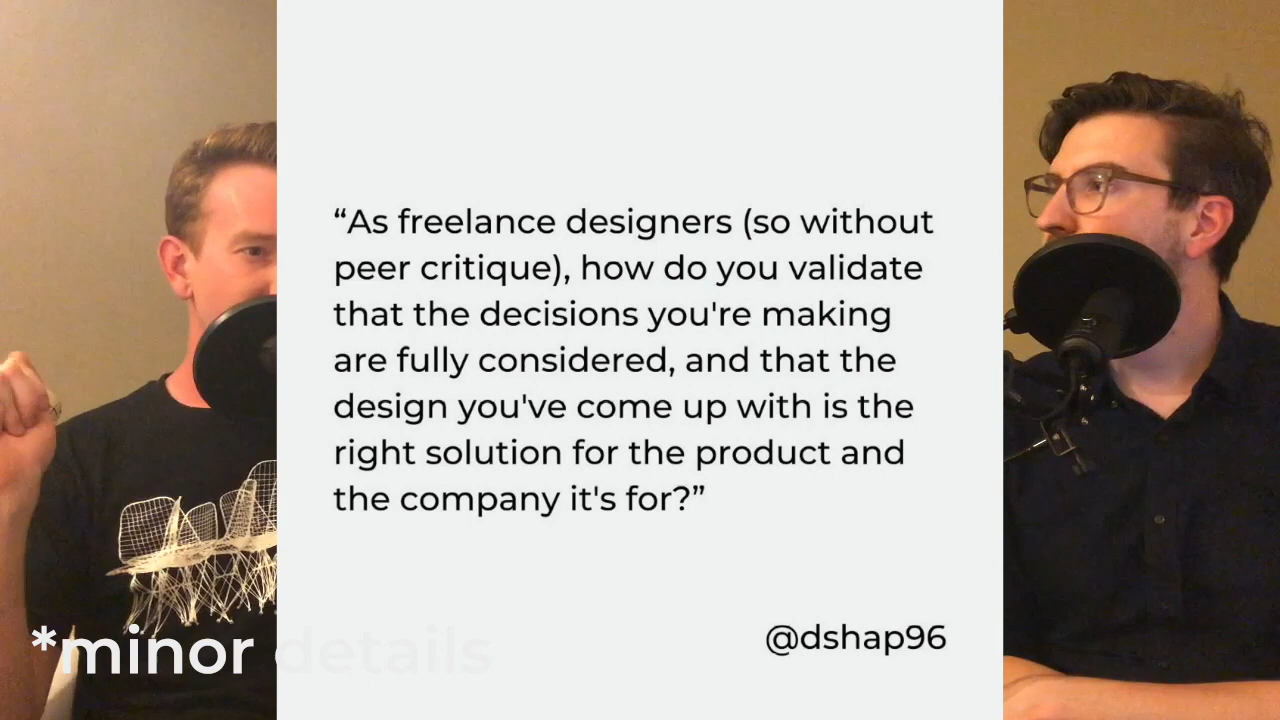 “As freelance designers (so without
peer critique), how do you validate
that the decisions you're making
are fully considered, and that the
design you've come up with is the
right solution for the product and
the company it's for?”
@dshap96
*minor details